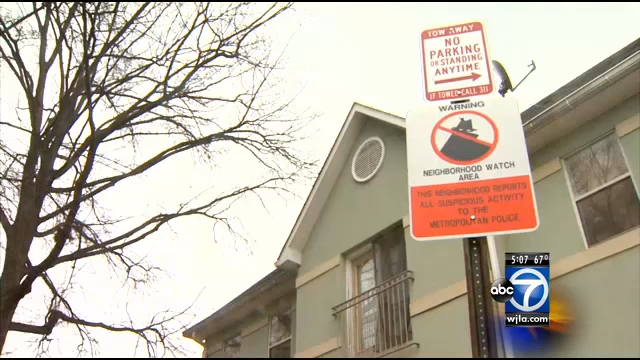 TOW AWAY
NO
PARKING
OR STANDING
ANYTIME
IF TOWED CALL 311
WARNING
NEIGHBORHOOD WATCH
AREA
THIS NEIGHBORHOOD REPORTS
ALL SUSPICIOUS ACTIVITY
TO THE
METROPOLITAN POLICE
5:07 67°
abc 7
wjla.com